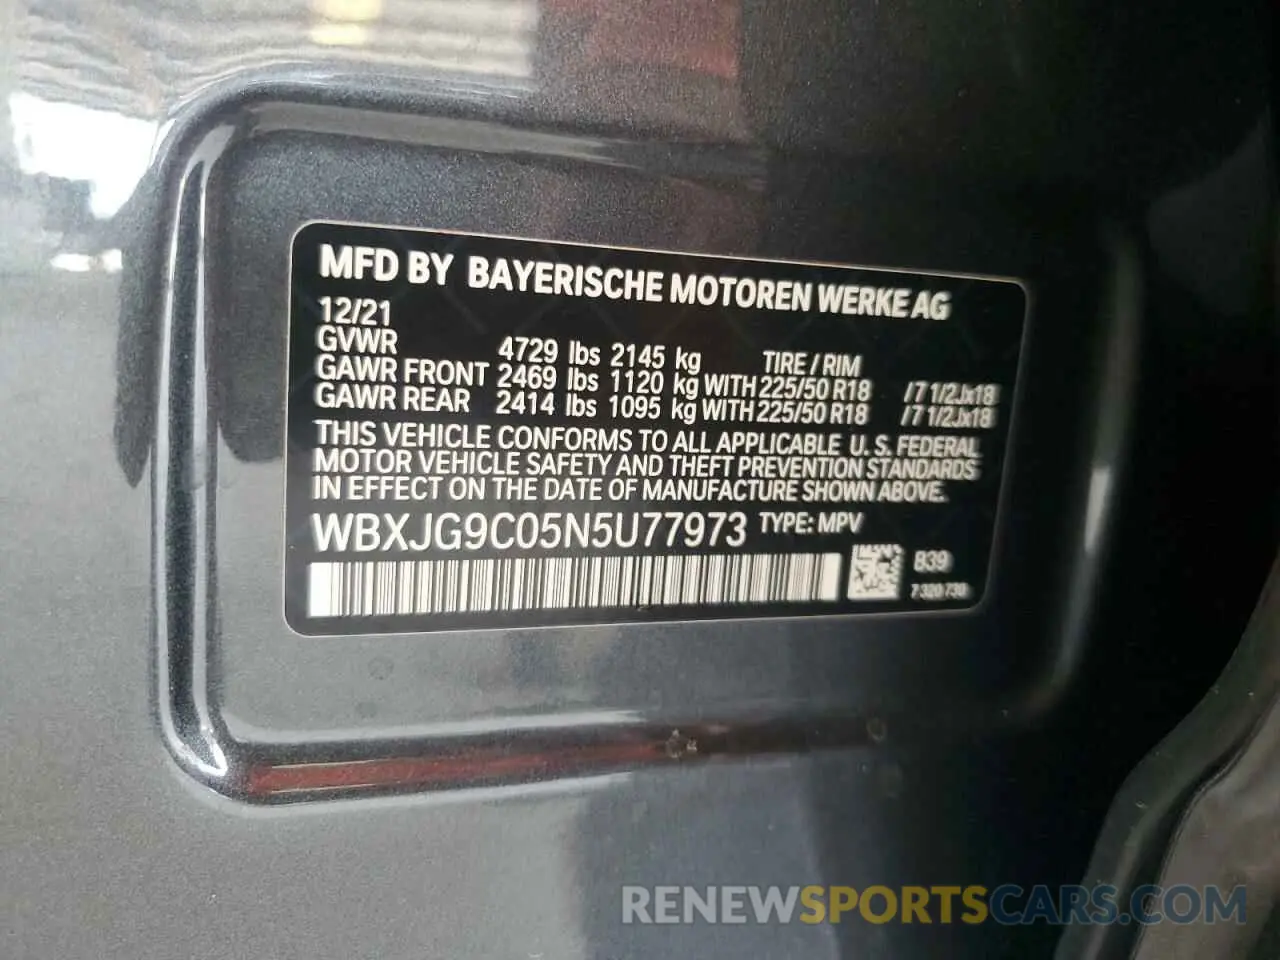 MFD BY BAYERISCHE MOTOREN WERKE AG
12/21
GVWR 4729 lbs 2145 kg TIRE / RIM
GAWR FRONT 2469 lbs 1120 kg WITH 225/50 R18 /7 1/2Jx18
GAWR REAR 2414 lbs 1095 kg WITH 225/50 R18 /7 1/2Jx18
THIS VEHICLE CONFORMS TO ALL APPLICABLE U. S. FEDERAL
MOTOR VEHICLE SAFETY AND THEFT PREVENTION STANDARDS
IN EFFECT ON THE DATE OF MANUFACTURE SHOWN ABOVE.
WBXJG9C05N5U77973 TYPE: MPV
B39
7 320 730
RENEWSPORTSCARS.COM